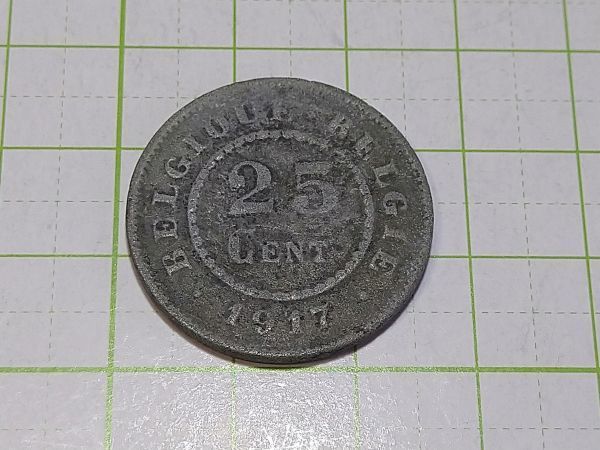 BELGIQUE · BELGIE
25
CENT
· 1917 ·